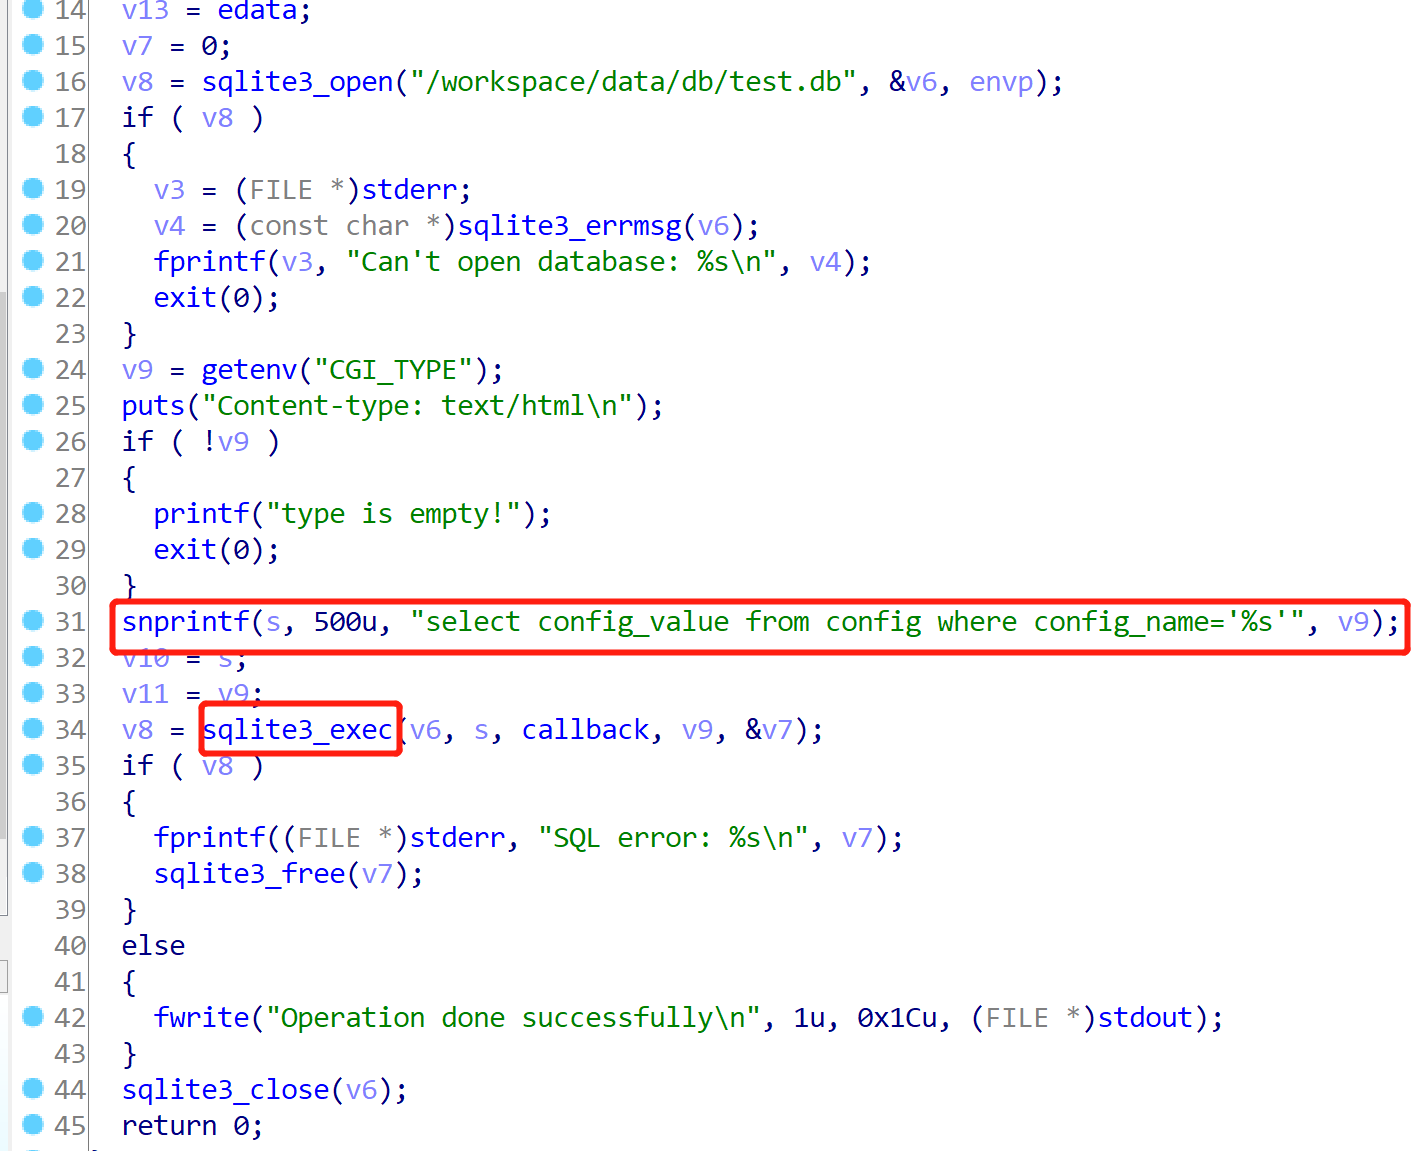 14 v13 = edata;
15 v7 = 0;
16 v8 = sqlite3_open("/workspace/data/db/test.db", &v6, envp);
17 if ( v8 )
18 {
19 v3 = (FILE *)stderr;
20 v4 = (const char *)sqlite3_errmsg(v6);
21 fprintf(v3, "Can't open database: %s\n", v4);
22 exit(0);
23 }
24 v9 = getenv("CGI_TYPE");
25 puts("Content-type: text/html\n");
26 if ( !v9 )
27 {
28 printf("type is empty!");
29 exit(0);
30 }
31 snprintf(s, 500u, "select config_value from config where config_name='%s'", v9);
32 v10 = s;
33 v11 = v9;
34 v8 = sqlite3_exec(v6, s, callback, v9, &v7);
35 if ( v8 )
36 {
37 fprintf((FILE *)stderr, "SQL error: %s\n", v7);
38 sqlite3_free(v7);
39 }
40 else
41 {
42 fwrite("Operation done successfully\n", 1u, 0x1Cu, (FILE *)stdout);
43 }
44 sqlite3_close(v6);
45 return 0;